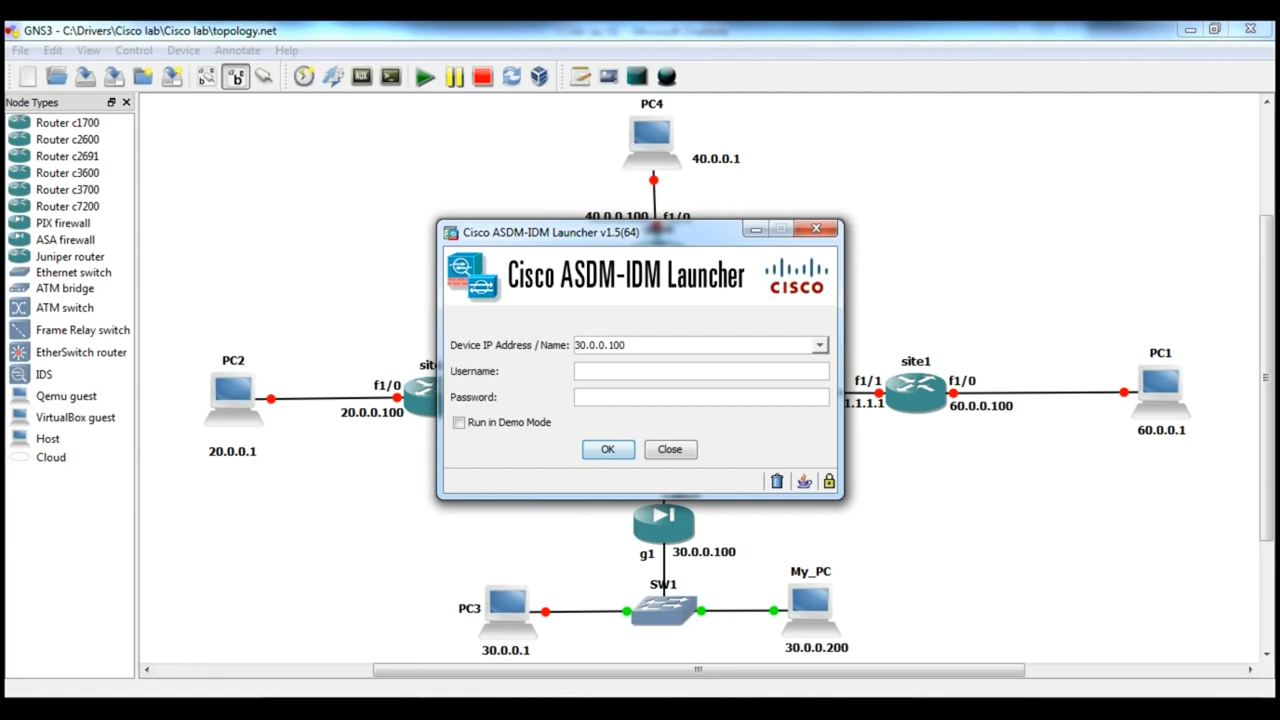 GNS3 - C:\Drivers\Cisco lab\Cisco lab\topology.net
File Edit View Control Device Annotate Help
Node Types
Router c1700
Router c2600
Router c2691
Router c3600
Router c3700
Router c7200
PIX firewall
ASA firewall
Juniper router
Ethernet switch
ATM bridge
ATM switch
Frame Relay switch
EtherSwitch router
IDS
Qemu guest
VirtualBox guest
Host
Cloud
PC4
40.0.0.1
40.0.0.100 f1/0
Cisco ASDM-IDM Launcher v1.5(64)
Cisco ASDM-IDM Launcher
CISCO
Device IP Address / Name: 30.0.0.100
Username:
Password:
Run in Demo Mode
OK Close
PC2
f1/0
20.0.0.100
20.0.0.1
site1
f1/1
1.1.1.1
f1/0
60.0.0.100
PC1
60.0.0.1
g1 30.0.0.100
SW1
PC3
30.0.0.1
My_PC
30.0.0.200